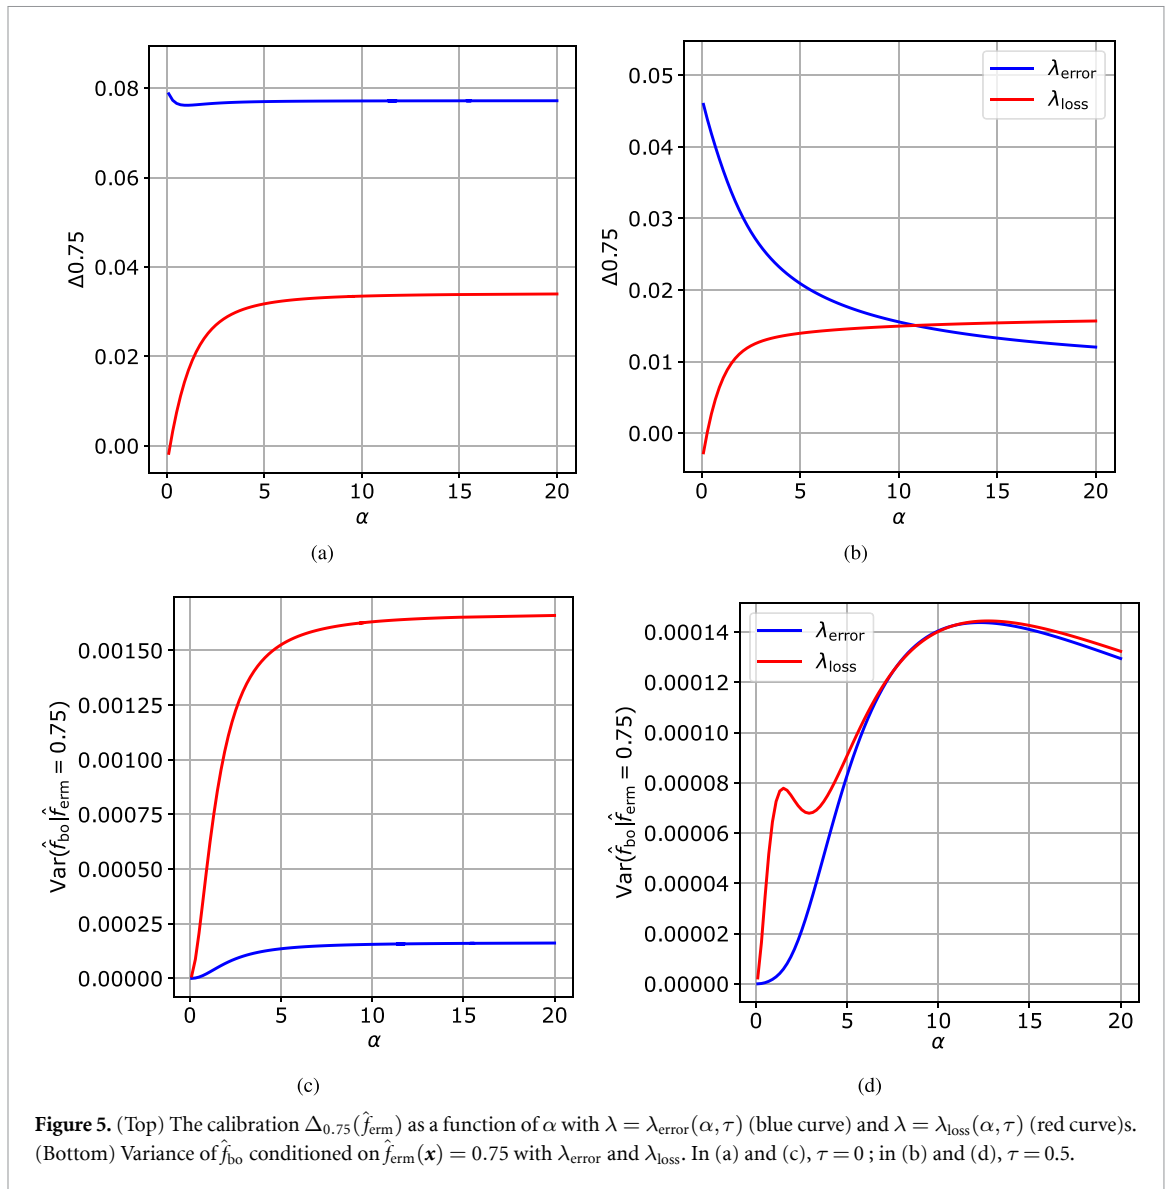 0.08
0.06
0.04
0.02
0.00
Δ0.75
0 5 10 15 20
α
(a)
0.05
0.04
0.03
0.02
0.01
0.00
Δ0.75
λerror
λloss
0 5 10 15 20
α
(b)
0.00150
0.00125
0.00100
0.00075
0.00050
0.00025
0.00000
Var(f̂bo|f̂erm = 0.75)
0 5 10 15 20
α
(c)
0.00014
0.00012
0.00010
0.00008
0.00006
0.00004
0.00002
0.00000
Var(f̂bo|f̂erm = 0.75)
λerror
λloss
0 5 10 15 20
α
(d)
Figure 5. (Top) The calibration Δ0.75(f̂erm) as a function of α with λ = λerror(α,τ) (blue curve) and λ = λloss(α,τ) (red curve)s.
(Bottom) Variance of f̂bo conditioned on f̂erm(x) = 0.75 with λerror and λloss. In (a) and (c), τ = 0 ; in (b) and (d), τ = 0.5.